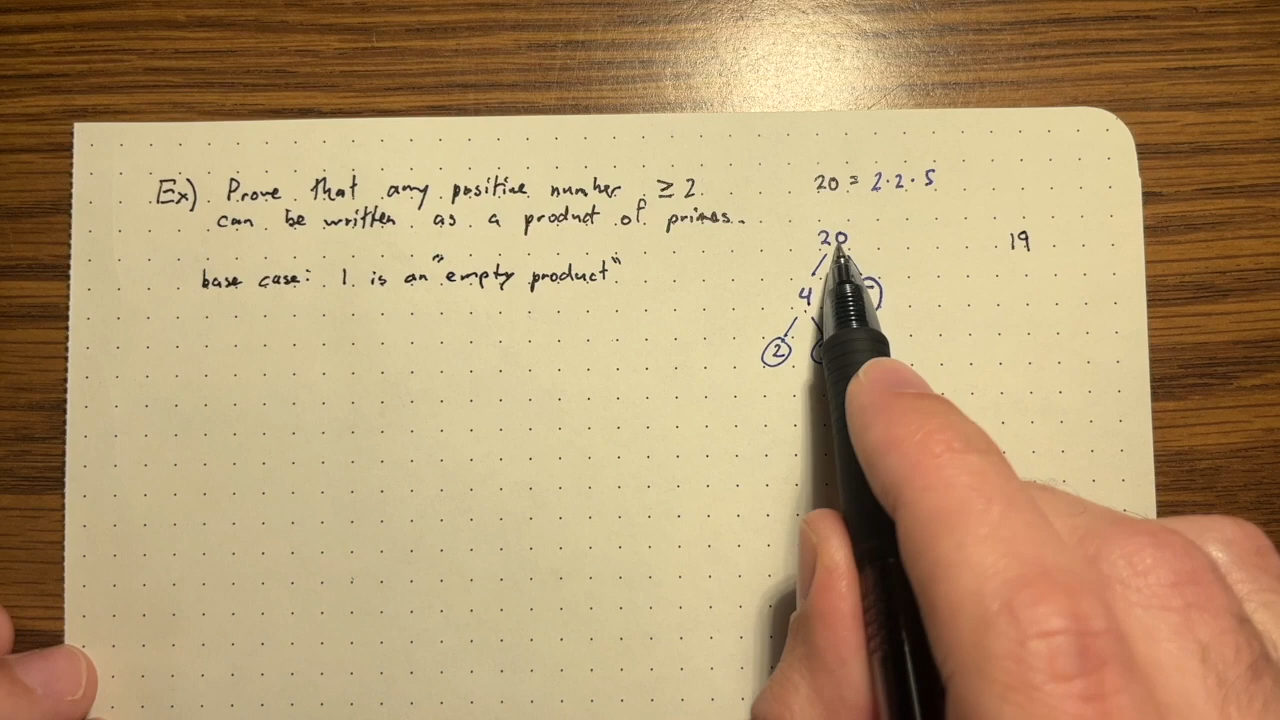 Ex) Prove that any positive number ≥ 2
can be written as a product of primes.
base case: 1 is an "empty product"
20 = 2·2·5
20
4
2
19